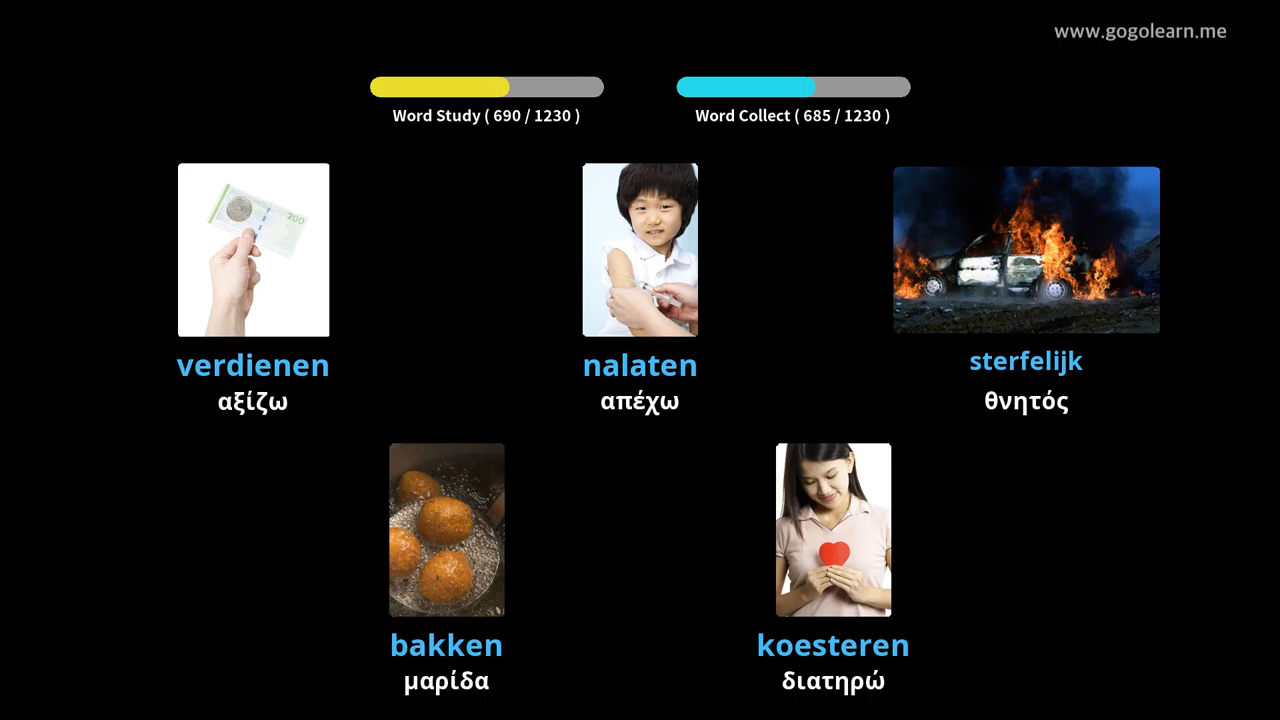 www.gogolearn.me
Word Study ( 690 / 1230 )
Word Collect ( 685 / 1230 )
200
verdienen
αξίζω
nalaten
απέχω
sterfelijk
θνητός
bakken
μαρίδα
koesteren
διατηρώ